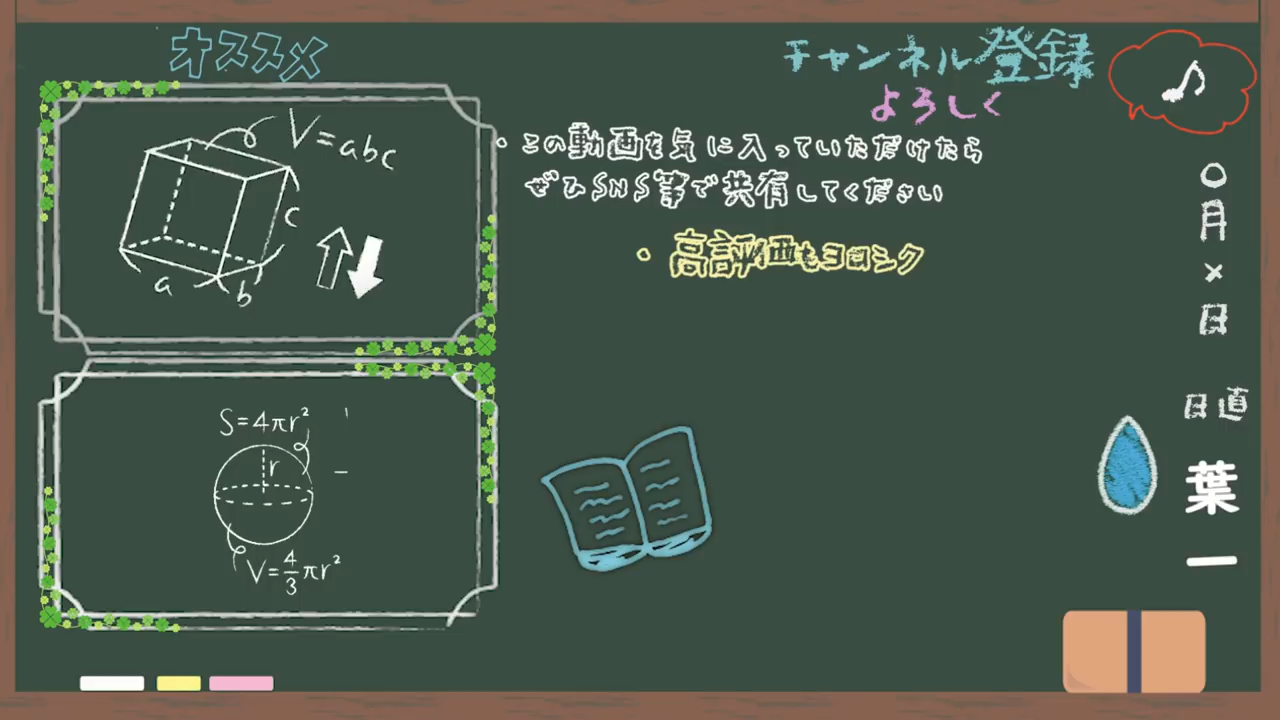 オススメ
チャンネル登録
よろしく
V=abc
c
a
b
・この動画を気に入っていただけたら
ぜひSNS等で共有してください
・高評価もヨロシク
S=4πr²
r
V=4/3πr²
〇月×日
日直
葉一